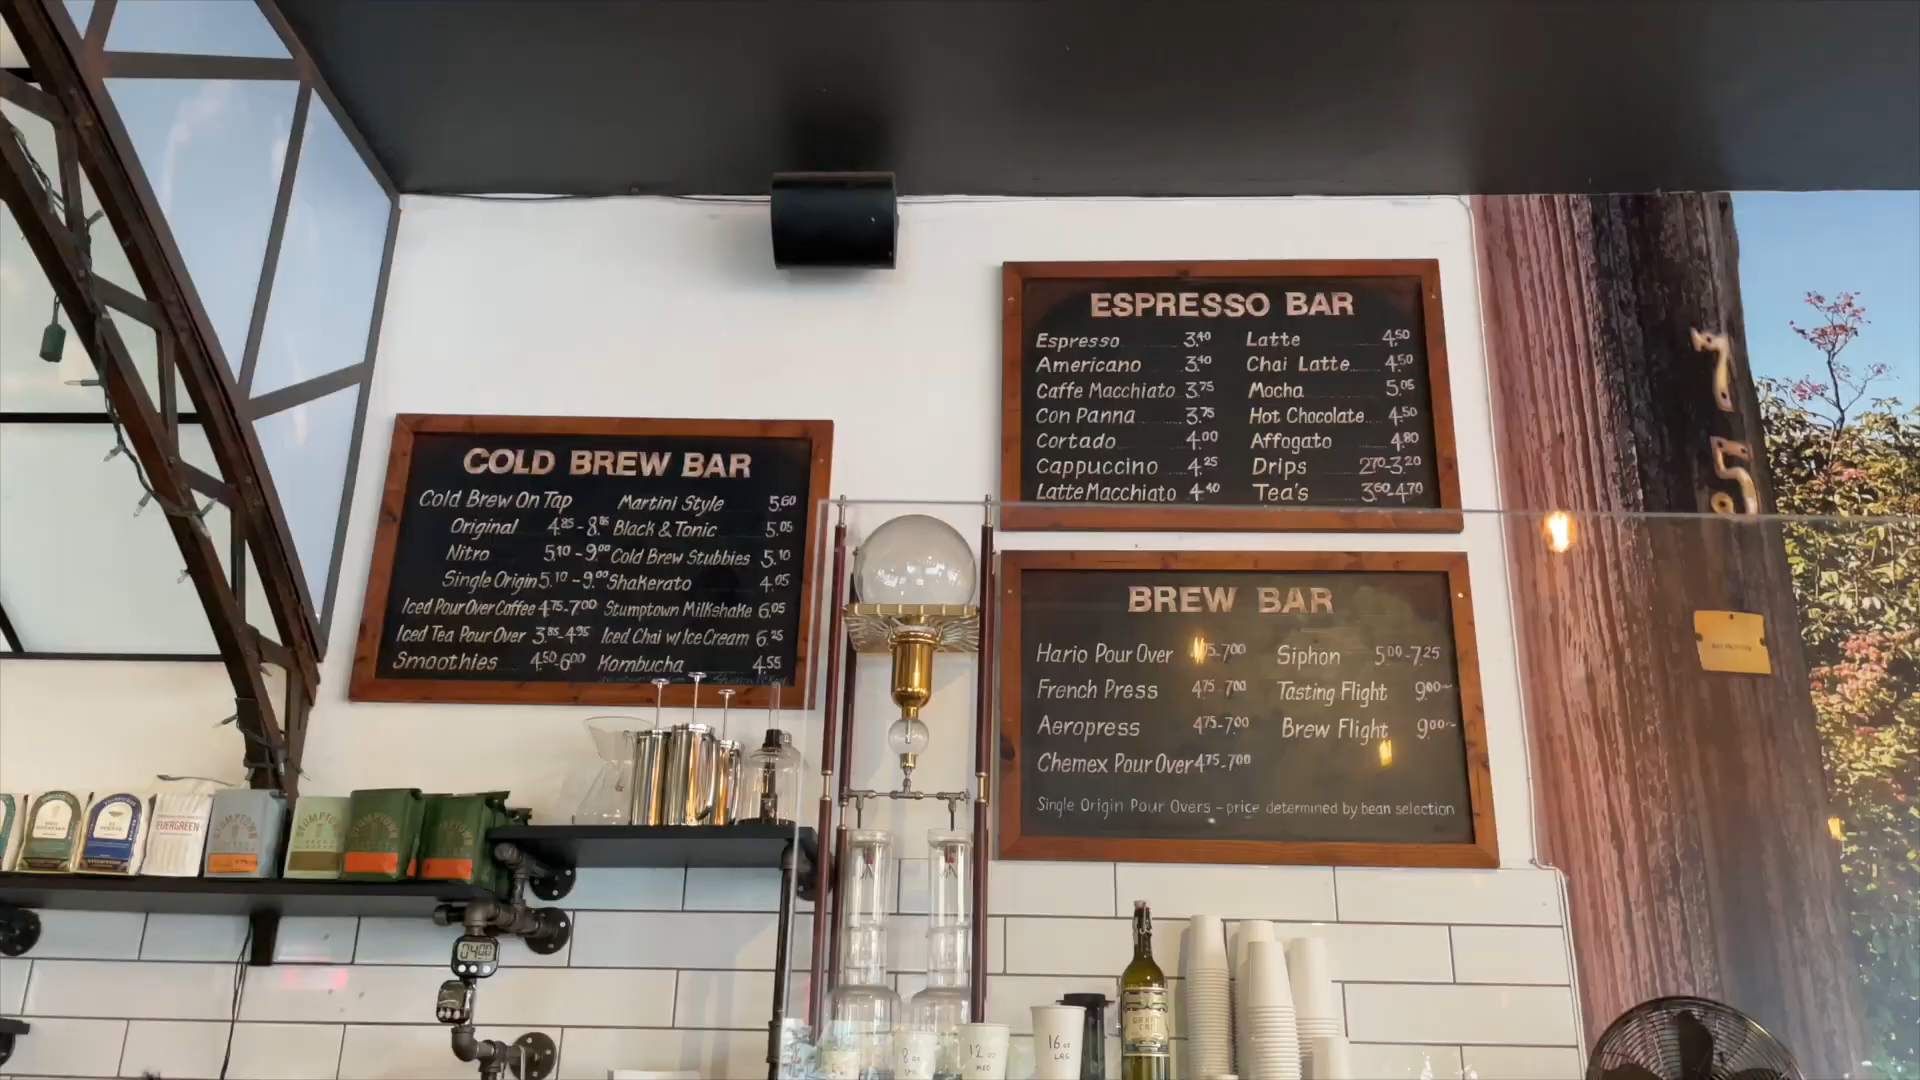 COLD BREW BAR
Cold Brew On Tap
Original 4.85-8.85
Nitro 5.10-9.00
Single Origin 5.10-9.00
Iced Pour Over Coffee 4.75-7.00
Iced Tea Pour Over 3.85-4.95
Smoothies 4.50-6.00
Martini Style 5.60
Black & Tonic 5.05
Cold Brew Stubbies 5.10
Shakerato 4.05
Stumptown Milkshake 6.05
Iced Chai w/ Ice Cream 6.25
Kombucha 4.55
ESPRESSO BAR
Espresso 3.40
Americano 3.40
Caffe Macchiato 3.75
Con Panna 3.75
Cortado 4.00
Cappuccino 4.25
Latte Macchiato 4.40
Latte 4.50
Chai Latte 4.50
Mocha 5.05
Hot Chocolate 4.50
Affogato 4.80
Drips 2.70-3.20
Tea's 3.60-4.70
BREW BAR
Hario Pour Over 75-7.00
French Press 4.75-7.00
Aeropress 4.75-7.00
Chemex Pour Over 4.75-7.00
Siphon 5.00-7.25
Tasting Flight 9.00~
Brew Flight 9.00~
Single Origin Pour Overs - price determined by bean selection
7
5
EVERGREEN
STUMPTOWN
STUMPTOWN
STUMPTOWN
04:00
8 oz
12 oz
MED
16 oz
LRG